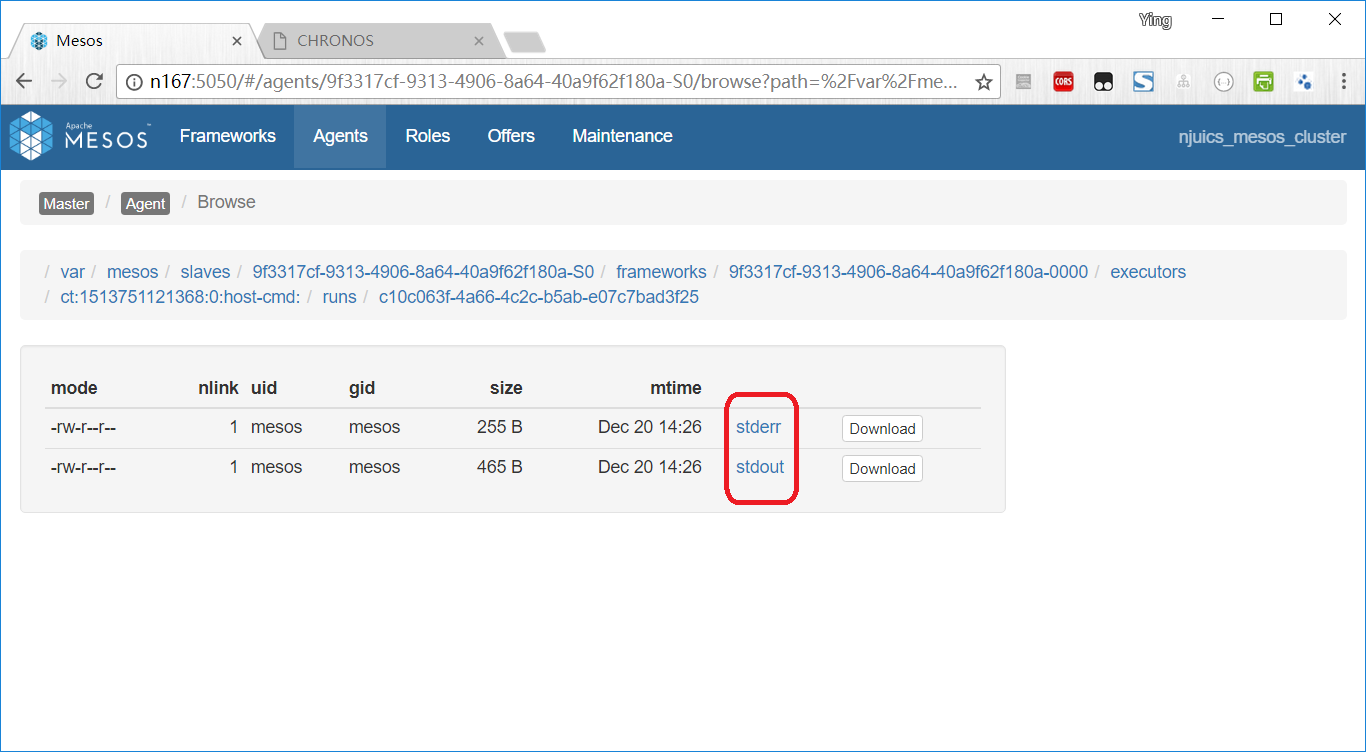 Ying
Mesos
CHRONOS
n167:5050/#/agents/9f3317cf-9313-4906-8a64-40a9f62f180a-S0/browse?path=%2Fvar%2Fme...
CORS
Apache
MESOS™
Frameworks
Agents
Roles
Offers
Maintenance
njuics_mesos_cluster
Master / Agent / Browse
/ var / mesos / slaves / 9f3317cf-9313-4906-8a64-40a9f62f180a-S0 / frameworks / 9f3317cf-9313-4906-8a64-40a9f62f180a-0000 / executors
/ ct:1513751121368:0:host-cmd: / runs / c10c063f-4a66-4c2c-b5ab-e07c7bad3f25
mode nlink uid gid size mtime
-rw-r--r-- 1 mesos mesos 255 B Dec 20 14:26 stderr Download
-rw-r--r-- 1 mesos mesos 465 B Dec 20 14:26 stdout Download